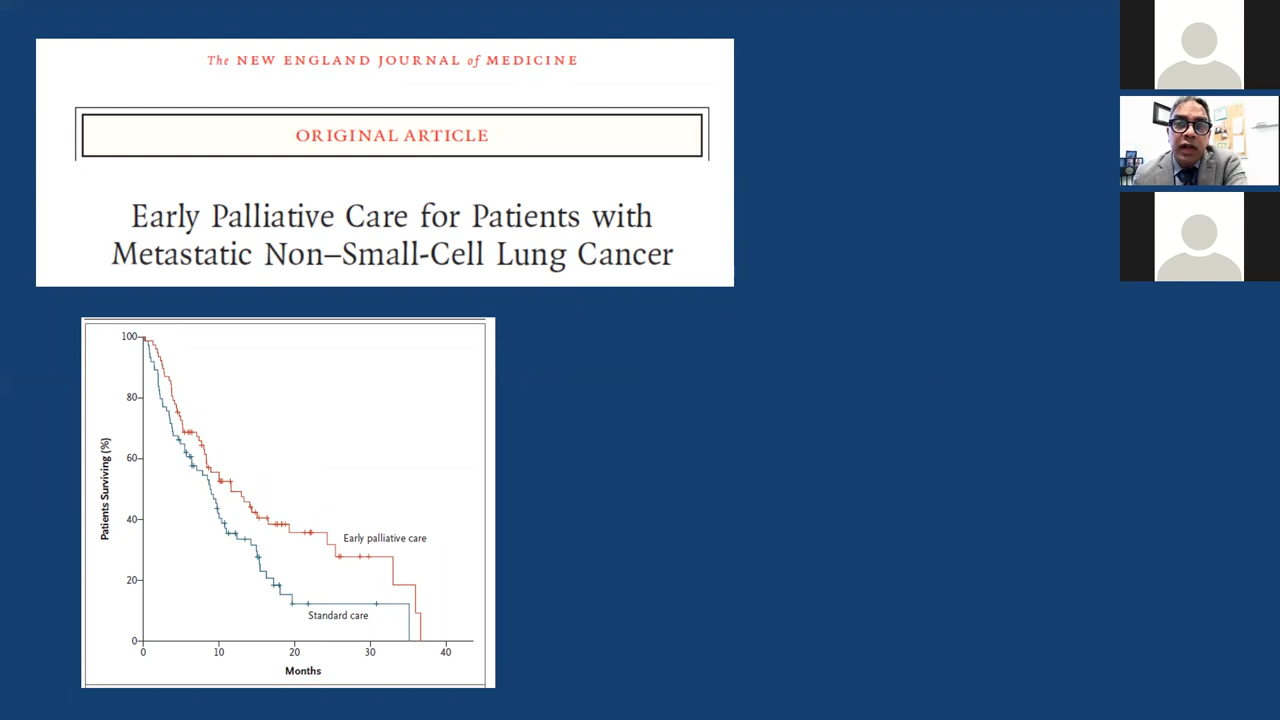 The NEW ENGLAND JOURNAL of MEDICINE
ORIGINAL ARTICLE
Early Palliative Care for Patients with
Metastatic Non–Small-Cell Lung Cancer
100
80
60
40
20
0
Patients Surviving (%)
Early palliative care
Standard care
0 10 20 30 40
Months